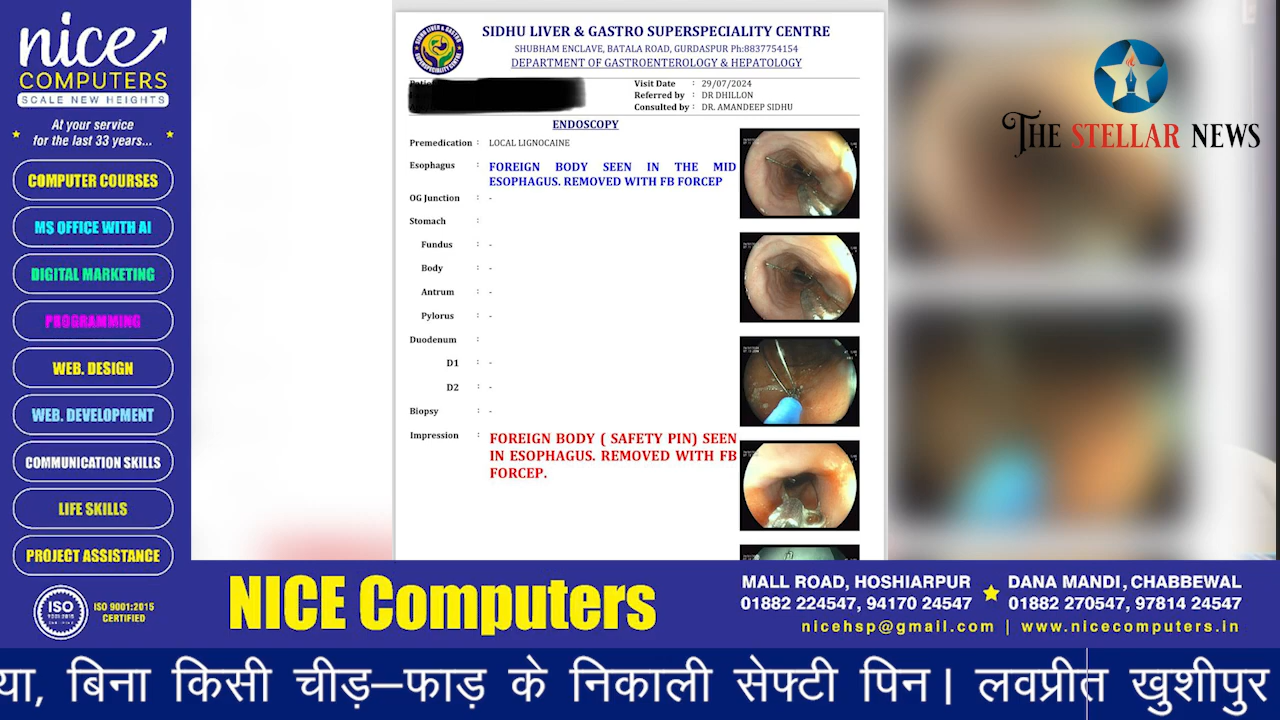 nice
COMPUTERS
SCALE NEW HEIGHTS
At your service
for the last 33 years...
COMPUTER COURSES
MS OFFICE WITH AI
DIGITAL MARKETING
PROGRAMMING
WEB. DESIGN
WEB. DEVELOPMENT
COMMUNICATION SKILLS
LIFE SKILLS
PROJECT ASSISTANCE
ISO
9001:2015
ISO 9001:2015
CERTIFIED
SIDHU LIVER & GASTRO SUPERSPECIALITY CENTRE
SHUBHAM ENCLAVE, BATALA ROAD, GURDASPUR Ph:8837754154
DEPARTMENT OF GASTROENTEROLOGY & HEPATOLOGY
Visit Date : 29/07/2024
Referred by : DR DHILLON
Consulted by : DR. AMANDEEP SIDHU
ENDOSCOPY
Premedication : LOCAL LIGNOCAINE
Esophagus : FOREIGN BODY SEEN IN THE MID
ESOPHAGUS. REMOVED WITH FB FORCEP
OG Junction : -
Stomach :
Fundus : -
Body : -
Antrum : -
Pylorus : -
Duodenum :
D1 : -
D2 : -
Biopsy : -
Impression : FOREIGN BODY ( SAFETY PIN) SEEN
IN ESOPHAGUS. REMOVED WITH FB
FORCEP.
THE STELLAR NEWS
NICE Computers
MALL ROAD, HOSHIARPUR
01882 224547, 94170 24547
DANA MANDI, CHABBEWAL
01882 270547, 97814 24547
nicehsp@gmail.com | www.nicecomputers.in
या, बिना किसी चीड़–फाड़ के निकाली सेफ्टी पिन। लवप्रीत खुशीपुर